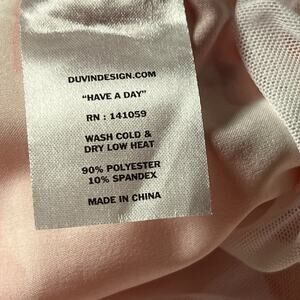 DUVINDESIGN.COM
"HAVE A DAY"
RN : 141059
WASH COLD &
DRY LOW HEAT
90% POLYESTER
10% SPANDEX
MADE IN CHINA